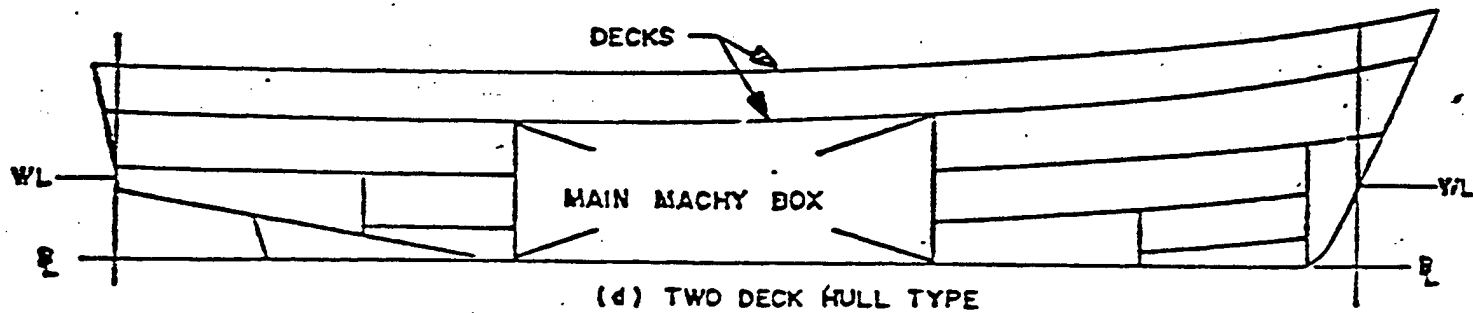 DECKS
WL
MAIN MACHY BOX
WL
BL
BL
(d) TWO DECK HULL TYPE